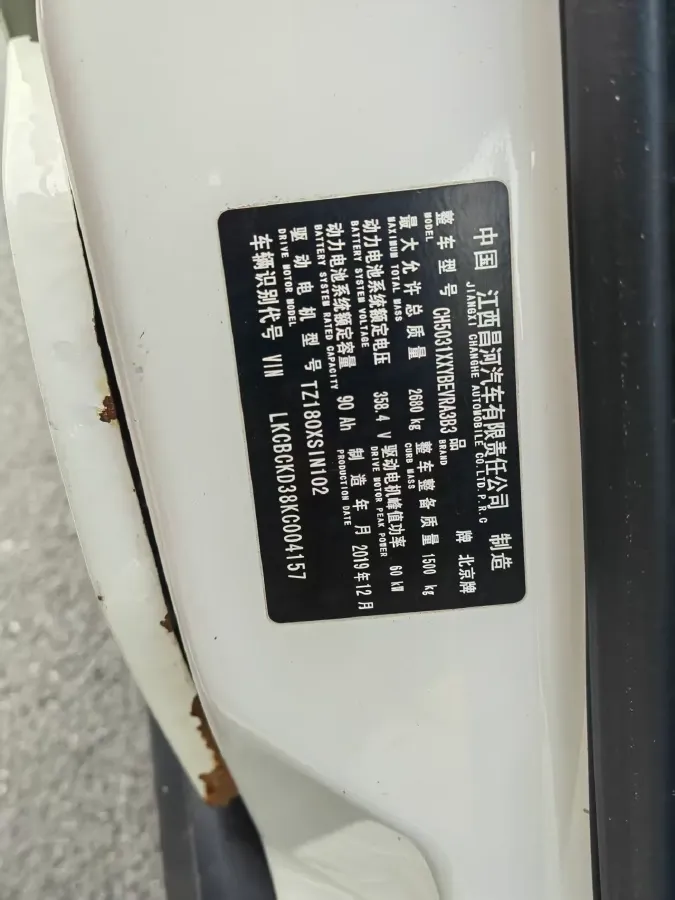 中国 江西昌河汽车有限责任公司 制造
JIANGXI CHANGHE AUTOMOBILE CO.LTD.P.R.C
整车型号 CH5031XXYBEVRA3B3 品牌 北京牌
MODEL BRAND
最大允许总质量 2680 kg 整车整备质量 1500 kg
MAXIMUM TOTAL MASS CURB MASS
动力电池系统额定电压 358.4 V 驱动电机峰值功率 60 kW
BATTERY SYSTEM VOLTAGE DRIVE MOTOR PEAK POWER
动力电池系统额定容量 90 Ah 制造年月 2019年12月
BATTERY SYSTEM RATED CAPACITY PRODUCTION DATE
驱动电机型号 TZ180XSIN102
DRIVE MOTOR MODEL
车辆识别代号 VIN LKCBCKD38KC004157